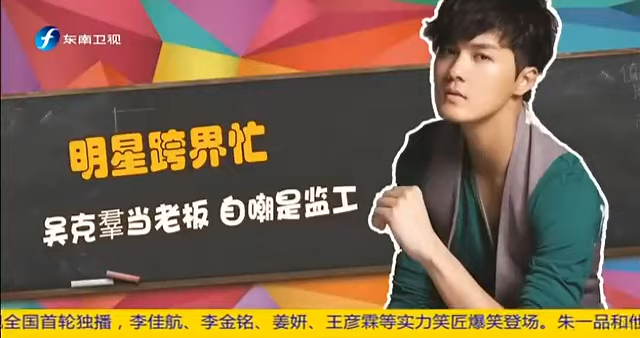 东南卫视
明星跨界忙
吴克羣当老板 自嘲是监工
全国首轮独播，李佳航、李金铭、姜妍、王彦霖等实力笑匠爆笑登场。朱一品和他